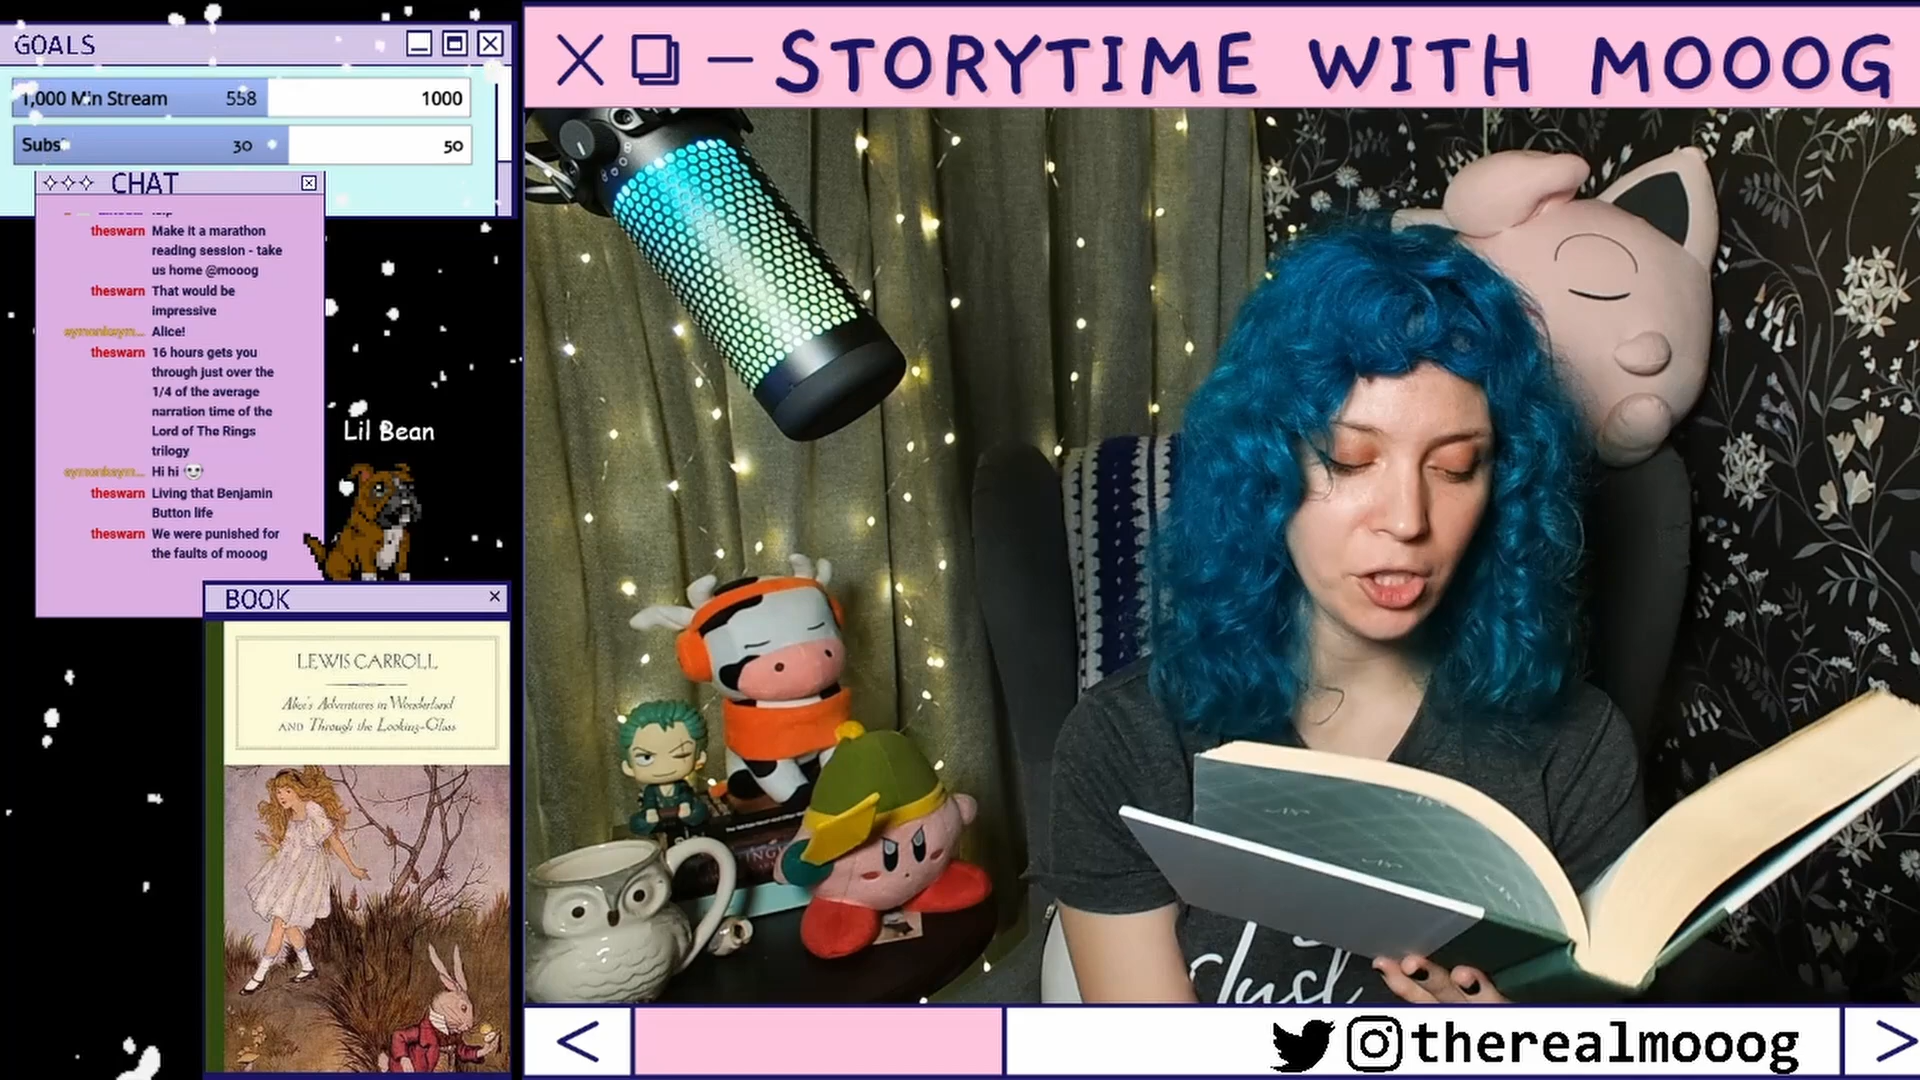 GOALS
1,000 Min Stream 558 1000
Subs 30 50
CHAT
theswarn Make it a marathon
reading session - take
us home @mooog
theswarn That would be
impressive
eymonkeym... Alice!
theswarn 16 hours gets you
through just over the
1/4 of the average
narration time of the
Lord of The Rings
trilogy
eymonkeym... Hi hi
theswarn Living that Benjamin
Button life
theswarn We were punished for
the faults of mooog
Lil Bean
BOOK
LEWIS CARROLL
Alice's Adventures in Wonderland
AND Through the Looking-Glass
STORYTIME WITH MOOOG
Just
therealmooog